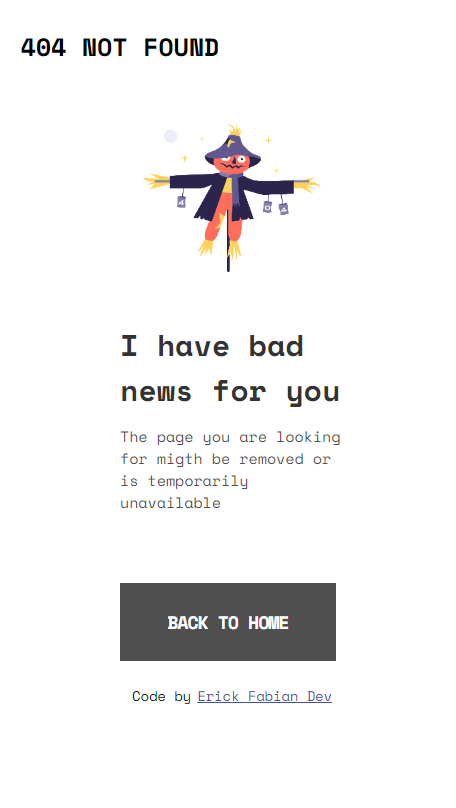 404 NOT FOUND
4
0 4
I have bad
news for you
The page you are looking
for migth be removed or
is temporarily
unavailable
BACK TO HOME
Code by Erick Fabian Dev